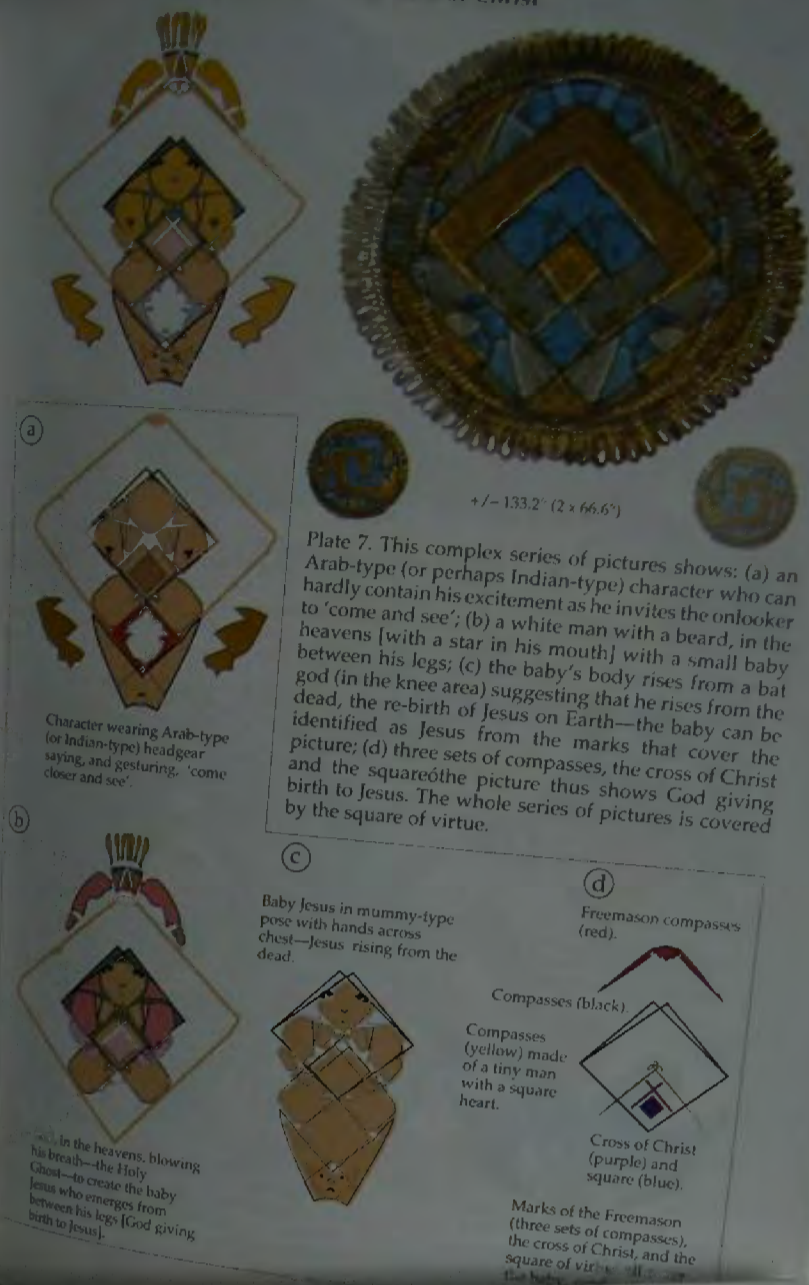 +/– 133.2° (2 x 66.6°)
Plate 7. This complex series of pictures shows: (a) an
Arab-type (or perhaps Indian-type) character who can
hardly contain his excitement as he invites the onlooker
to 'come and see'; (b) a white man with a beard, in the
heavens [with a star in his mouth] with a small baby
between his legs; (c) the baby's body rises from a bat
god (in the knee area) suggesting that he rises from the
dead, the re-birth of Jesus on Earth—the baby can be
identified as Jesus from the marks that cover the
picture; (d) three sets of compasses, the cross of Christ
and the squareóthe picture thus shows God giving
birth to Jesus. The whole series of pictures is covered
by the square of virtue.
a
Character wearing Arab-type
(or Indian-type) headgear
saying, and gesturing, 'come
closer and see'.
b
in the heavens, blowing
his breath—the Holy
Ghost—to create the baby
Jesus who emerges from
between his legs [God giving
birth to Jesus].
c
Baby Jesus in mummy-type
pose with hands across
chest—Jesus rising from the
dead.
d
Freemason compasses
(red).
Compasses (black).
Compasses
(yellow) made
of a tiny man
with a square
heart.
Cross of Christ
(purple) and
square (blue).
Marks of the Freemason
(three sets of compasses),
the cross of Christ, and the
square of